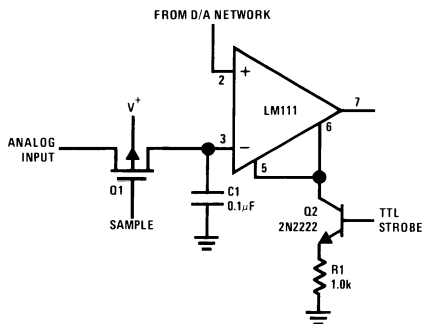 FROM D/A NETWORK
2
+
LM111
7
6
V+
ANALOG
INPUT
3
−
5
Q1
C1
0.1μF
SAMPLE
Q2
2N2222
TTL
STROBE
R1
1.0k